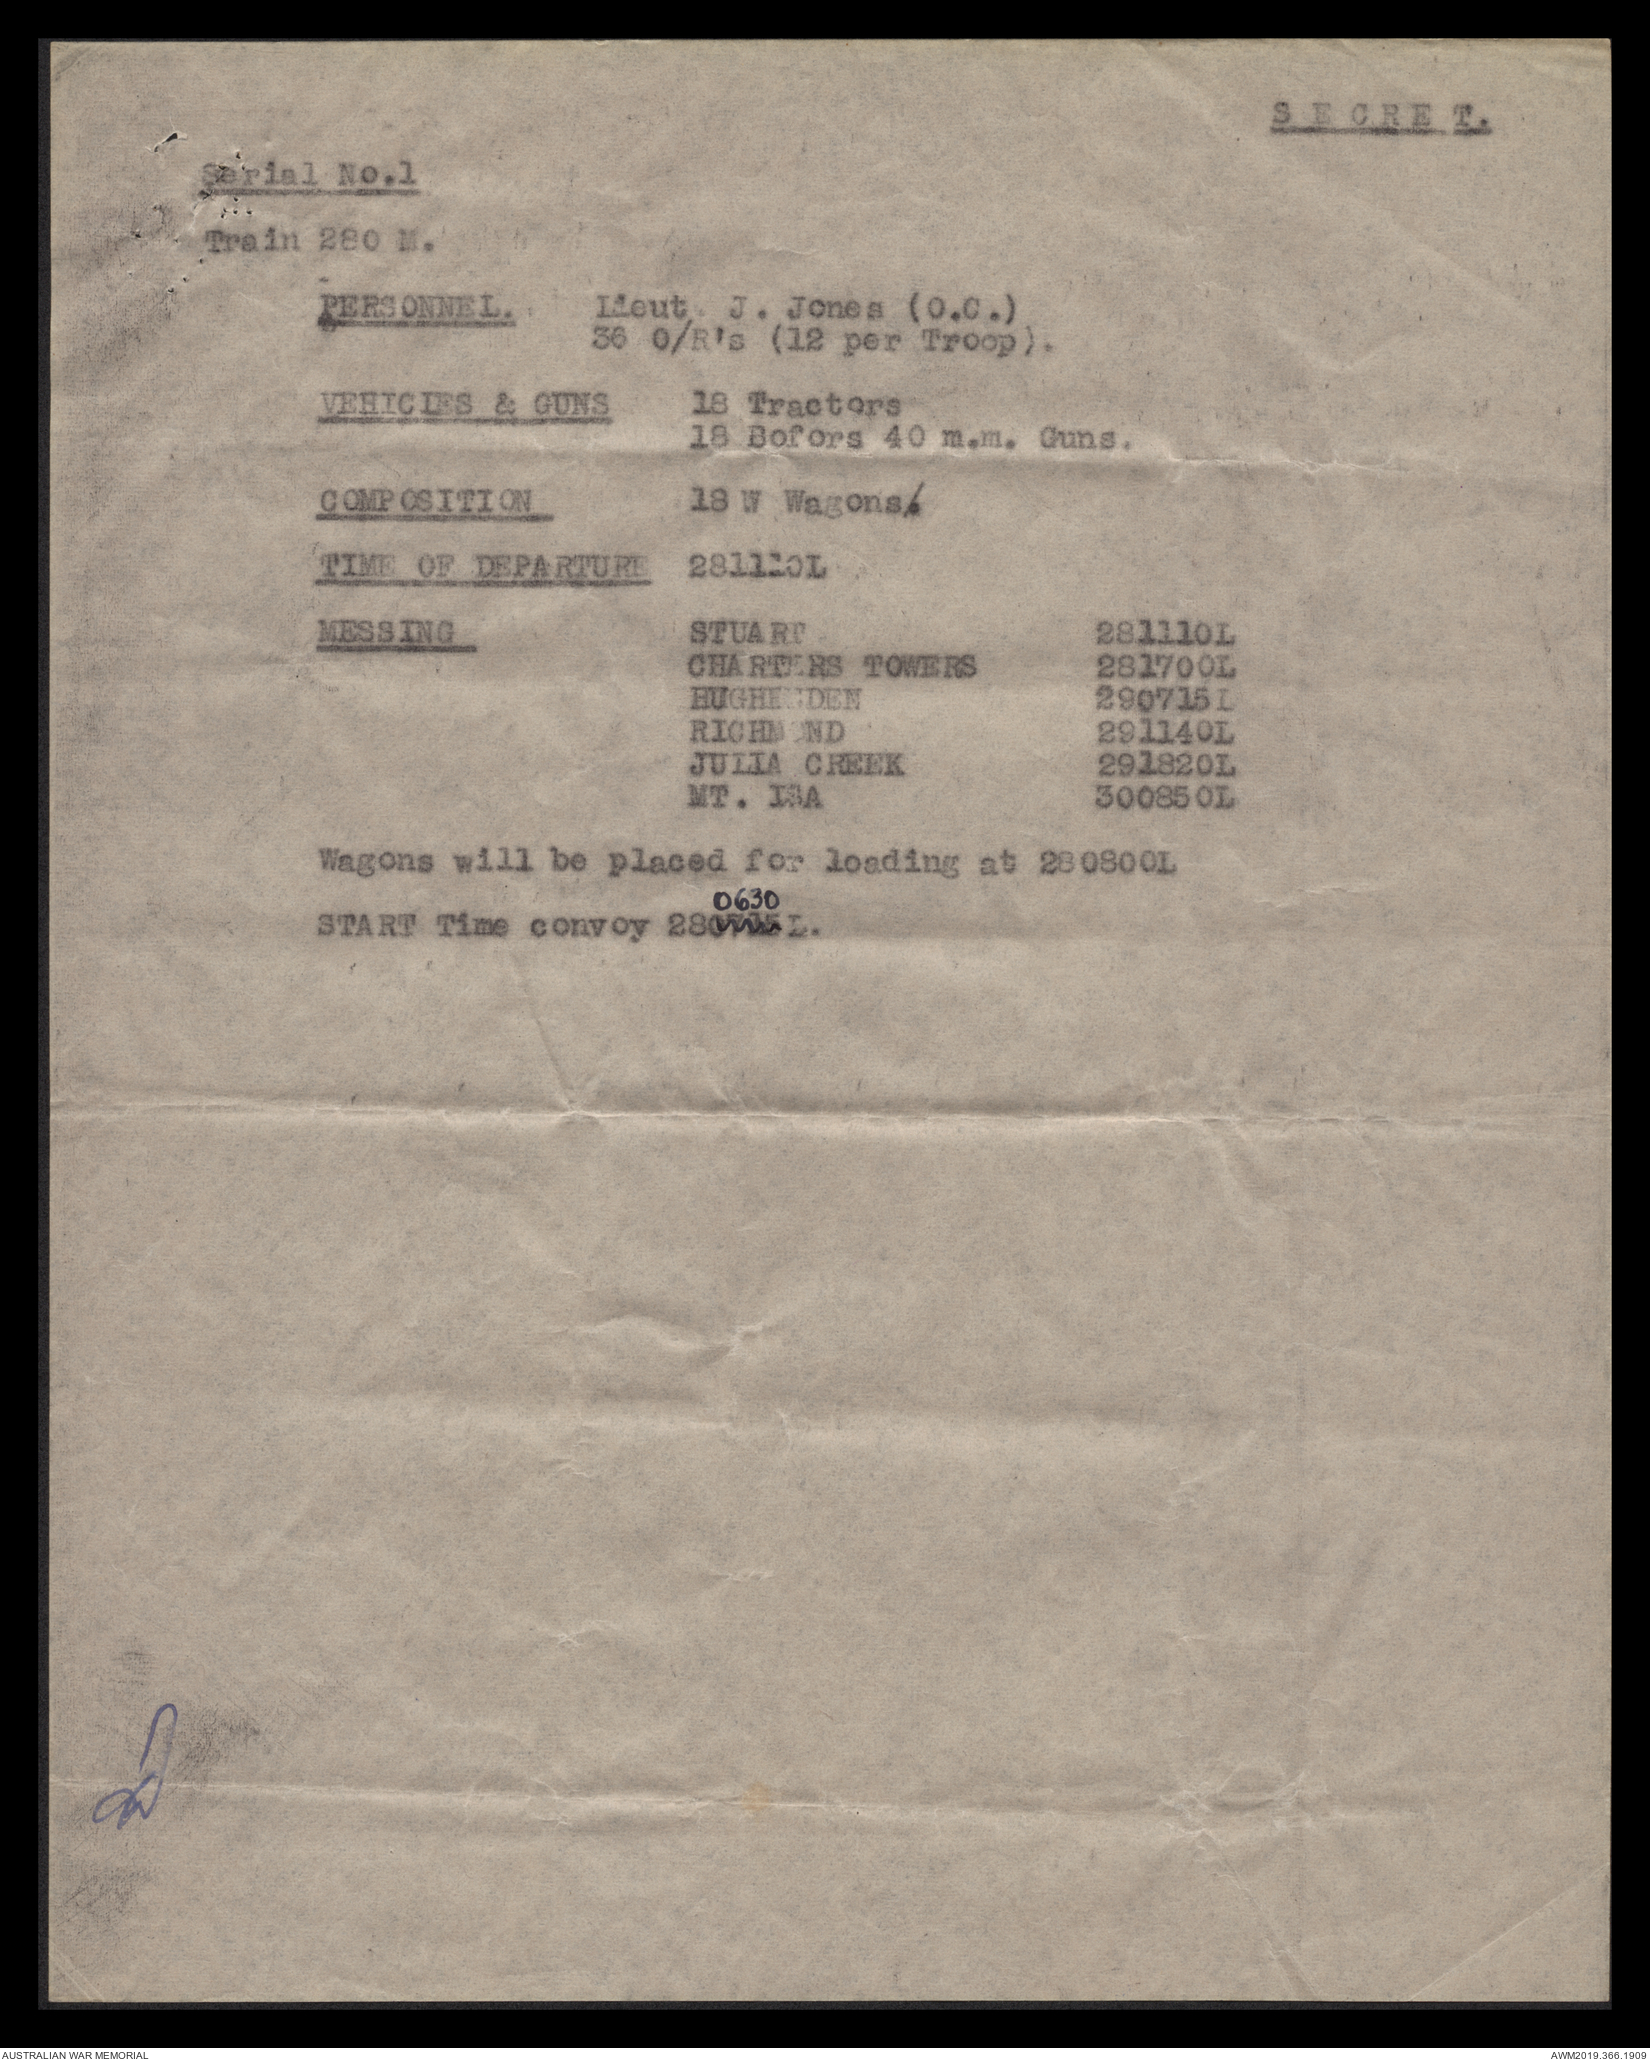 S E C R E T.
Serial No.1
Train 280 M.
PERSONNEL. Lieut. J. Jones (O.C.)
36 O/R's (12 per Troop).
VEHICLES & GUNS 18 Tractors
18 Bofors 40 m.m. Guns.
COMPOSITION 18 W Wagons.
TIME OF DEPARTURE 281110L
MESSING STUART 281110L
CHARTERS TOWERS 281700L
HUGHENDEN 290715L
RICHMOND 291140L
JULIA CREEK 291820L
MT. ISA 300850L
Wagons will be placed for loading at 280800L
0630
START Time convoy 280715L.
AUSTRALIAN WAR MEMORIAL AWM2019.366.1909